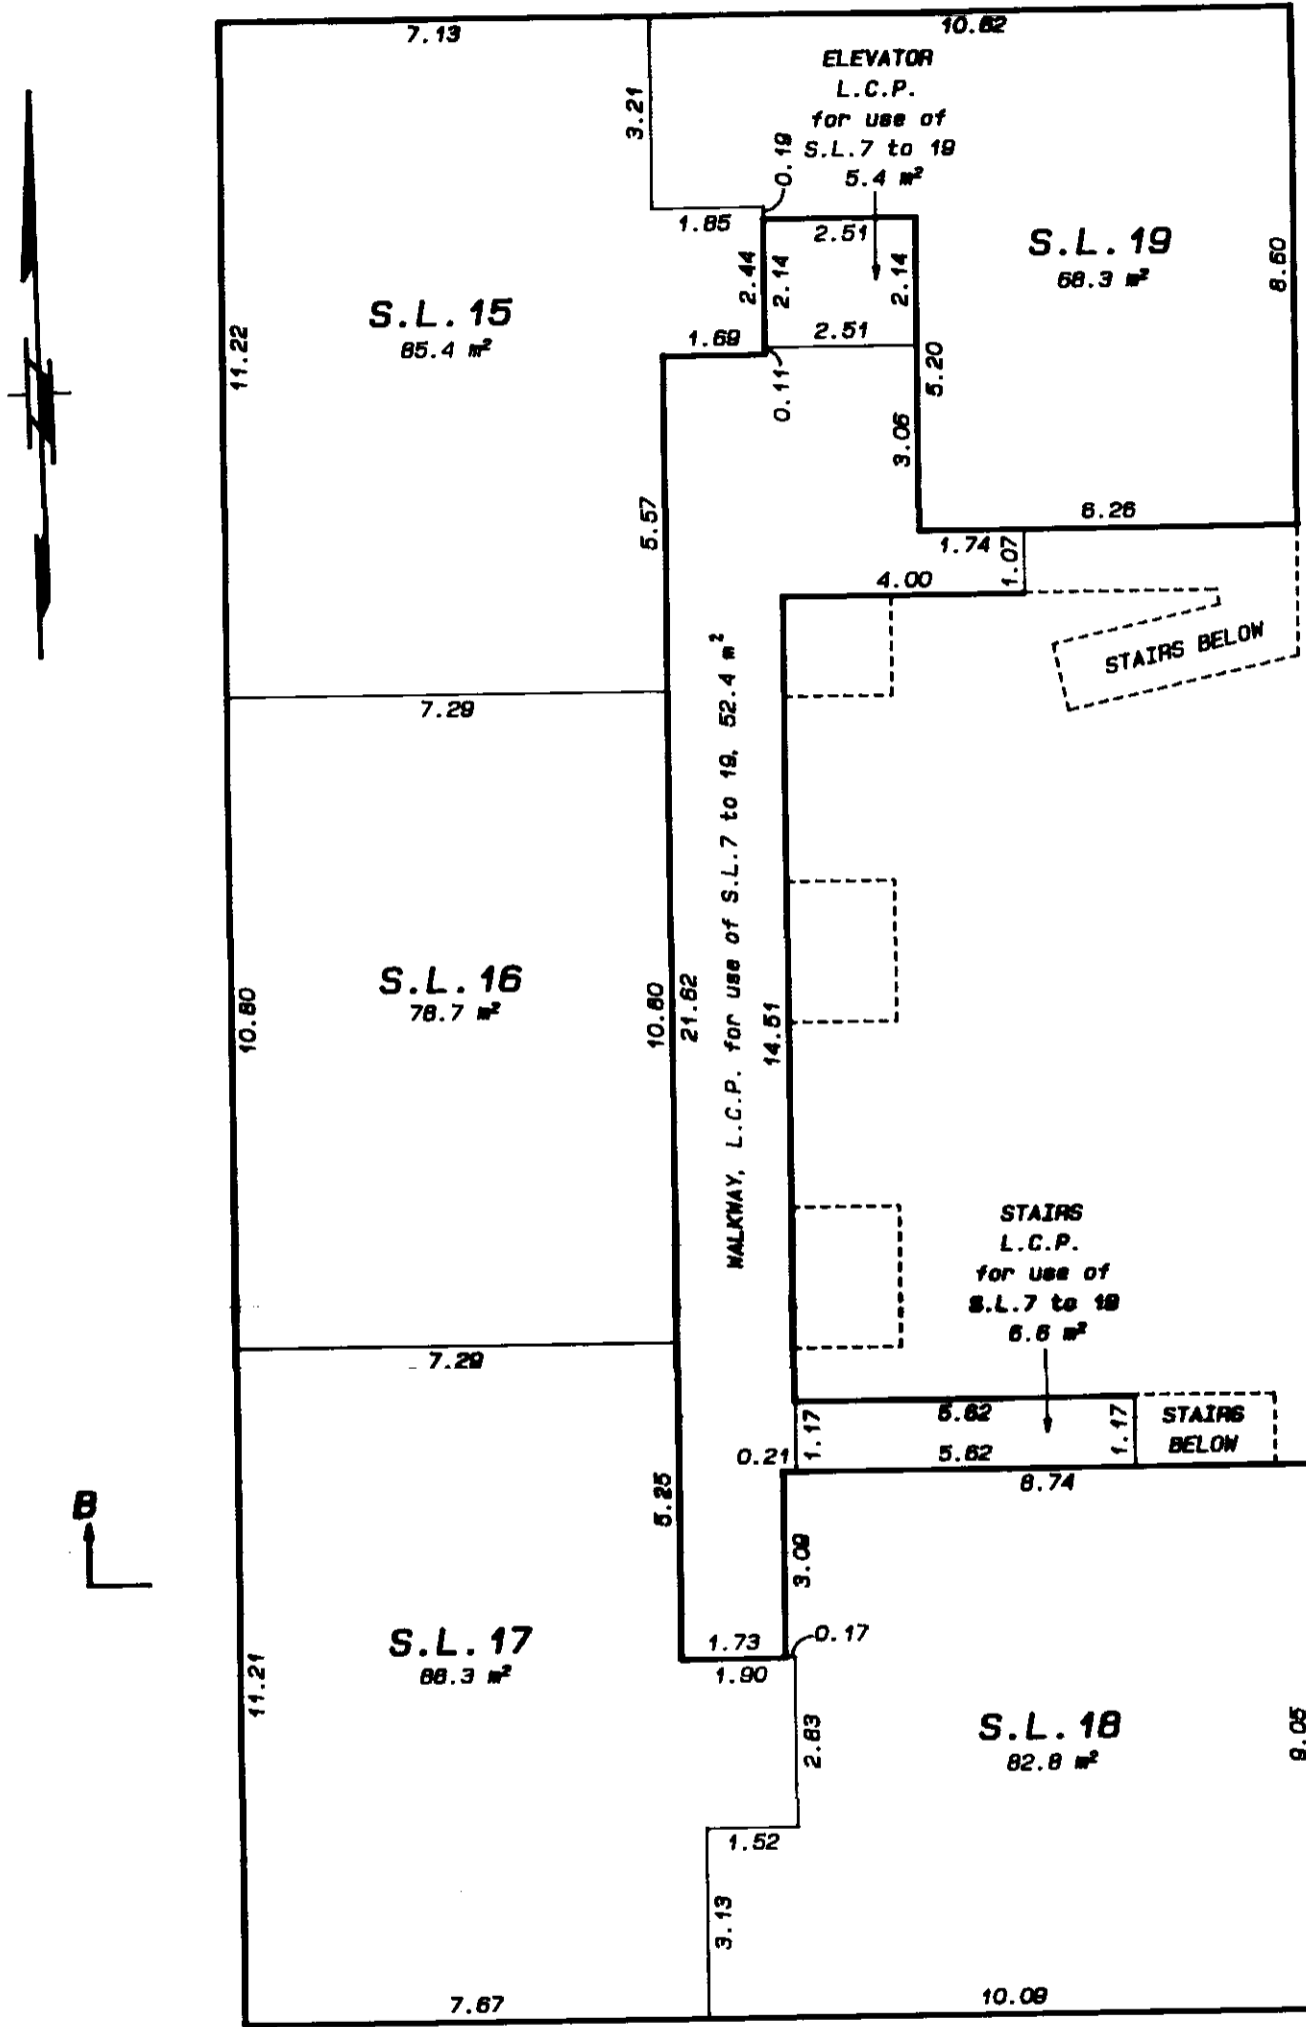 7.13
10.62
ELEVATOR
L.C.P.
for use of
S.L.7 to 19
5.4 m²
3.21
0.19
1.85
2.51
S.L. 19
68.3 m²
8.60
2.44
2.14
2.14
S.L. 15
85.4 m²
11.22
1.69
2.51
0.11
5.20
3.06
5.57
6.26
1.74
1.07
4.00
STAIRS BELOW
7.29
WALKWAY, L.C.P. for use of S.L.7 to 19, 52.4 m²
S.L. 16
78.7 m²
10.80
10.80
21.62
14.51
STAIRS
L.C.P.
for use of
S.L.7 to 19
6.6 m²
7.29
5.62
1.17
1.17
STAIRS
BELOW
0.21
5.62
8.74
B
5.25
3.09
S.L. 17
86.3 m²
11.21
1.73
0.17
1.90
2.83
S.L. 18
82.8 m²
9.05
1.52
3.13
7.67
10.09